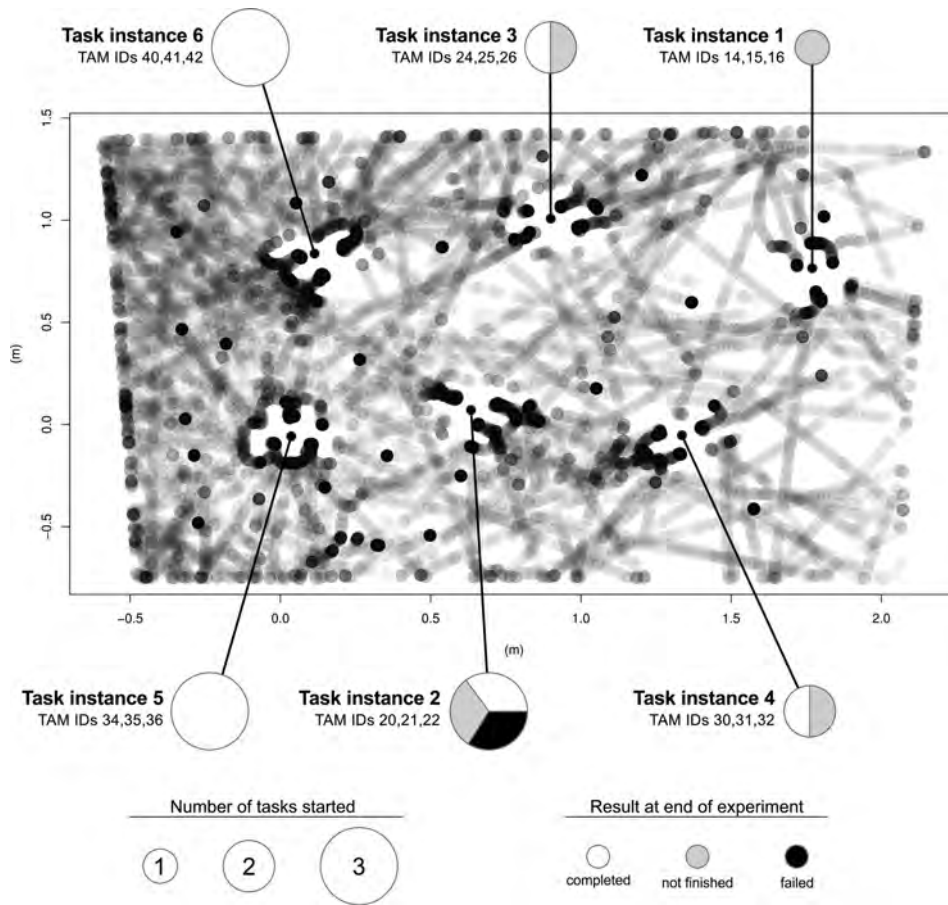 Task instance 6
TAM IDs 40,41,42
Task instance 3
TAM IDs 24,25,26
Task instance 1
TAM IDs 14,15,16
1.5
1.0
0.5
0.0
−0.5
(m)
−0.5
0.0
0.5
1.0
1.5
2.0
(m)
Task instance 5
TAM IDs 34,35,36
Task instance 2
TAM IDs 20,21,22
Task instance 4
TAM IDs 30,31,32
Number of tasks started
1
2
3
Result at end of experiment
completed
not finished
failed